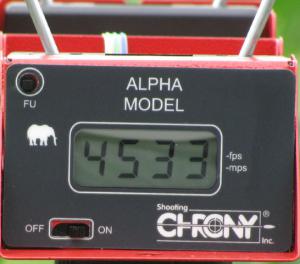 ALPHA
MODEL
FU
4533
-fps
-mps
OFF ON
Shooting
CHRONY®
Inc.